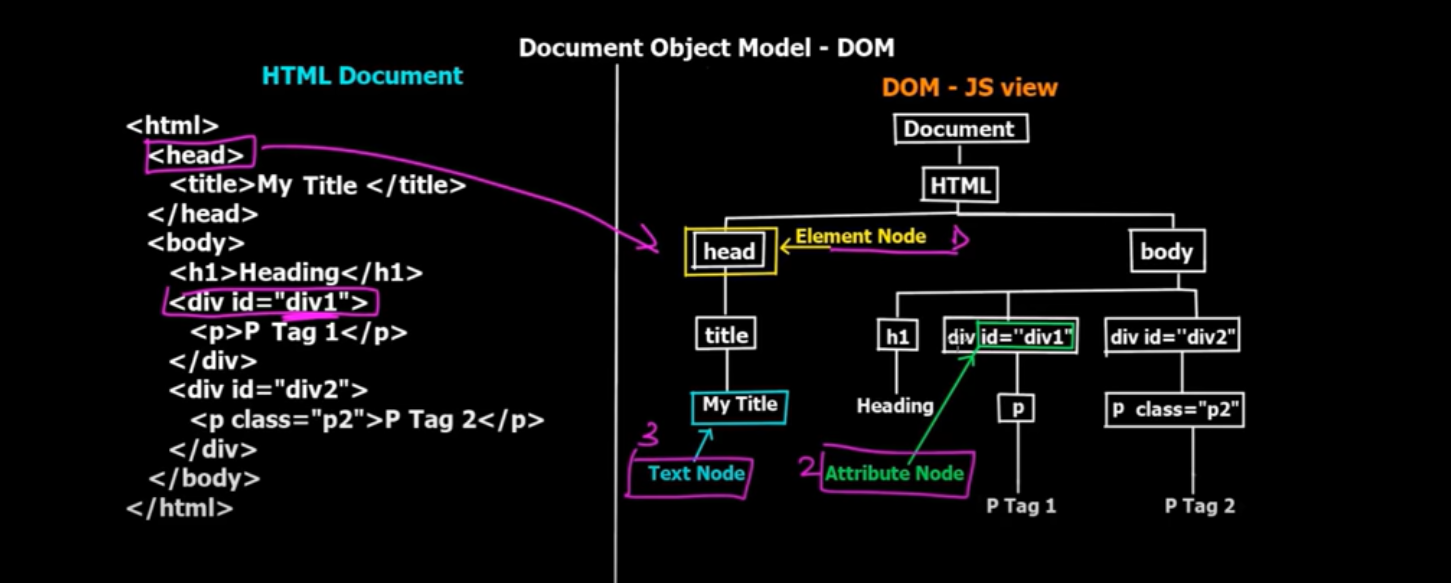 Document Object Model - DOM
HTML Document
<html>
<head>
<title>My Title </title>
</head>
<body>
<h1>Heading</h1>
<div id="div1">
<p>P Tag 1</p>
</div>
<div id="div2">
<p class="p2">P Tag 2</p>
</div>
</body>
</html>
DOM - JS view
Document
HTML
head
Element Node
body
title
h1
div id="div1"
div id="div2"
My Title
Heading
p
p class="p2"
3
Text Node
2
Attribute Node
P Tag 1
P Tag 2